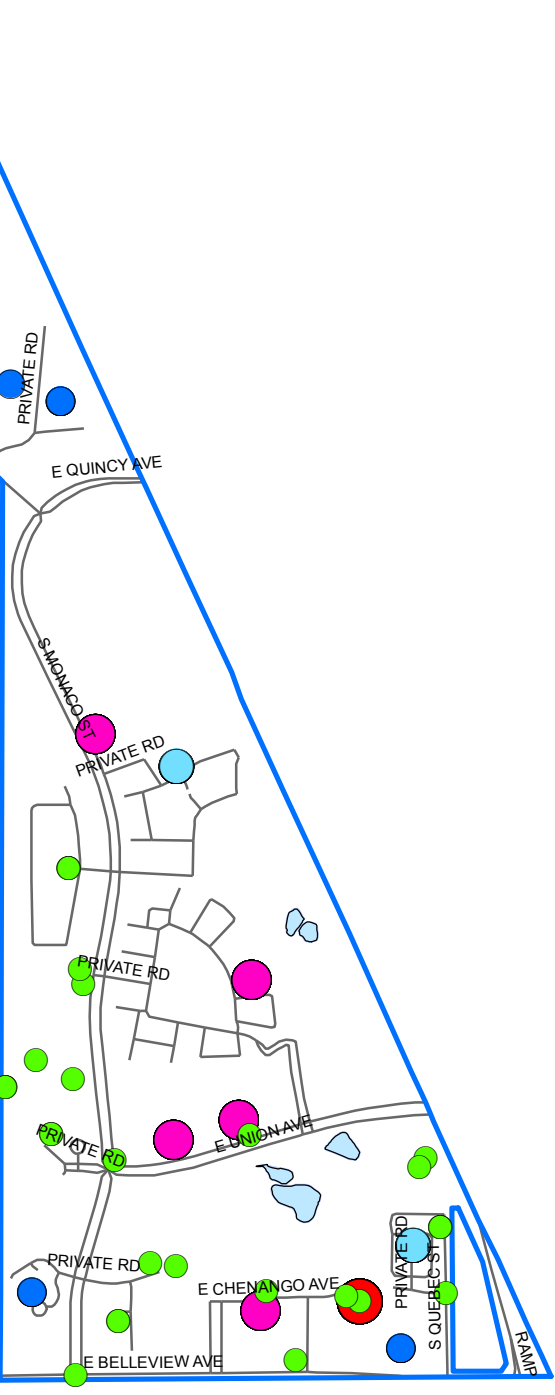 PRIVATE RD
E QUINCY AVE
S MONACO ST
PRIVATE RD
PRIVATE RD
E UNION AVE
PRIVATE RD
PRIVATE RD
S QUEBEC ST
PRIVATE RD
E CHENANGO AVE
RAMP
E BELLEVIEW AVE